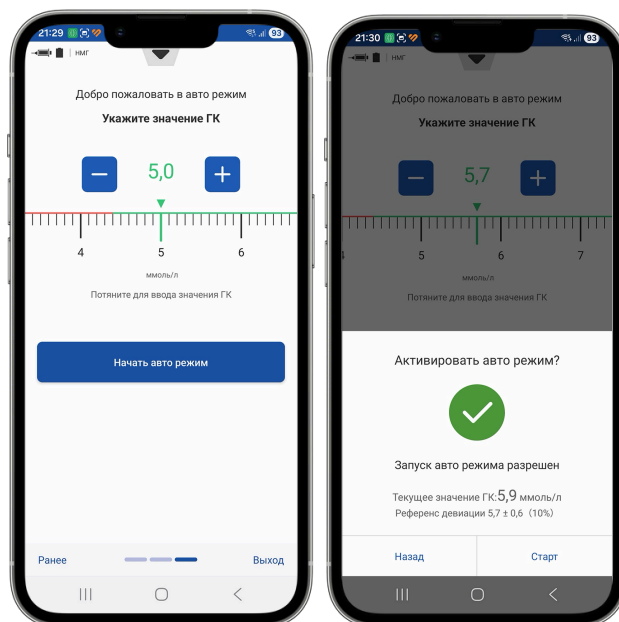 21:29 93
НМГ
Добро пожаловать в авто режим
Укажите значение ГК
5,0
4 5 6
ммоль/л
Потяните для ввода значения ГК
Начать авто режим
Ранее Выход
21:30 93
НМГ
Добро пожаловать в авто режим
Укажите значение ГК
5,7
5 6 7
ммоль/л
Потяните для ввода значения ГК
Активировать авто режим?
Запуск авто режима разрешен
Текущее значение ГК:5,9 ммоль/л
Референс девиации 5,7 ± 0,6 (10%)
Назад Старт